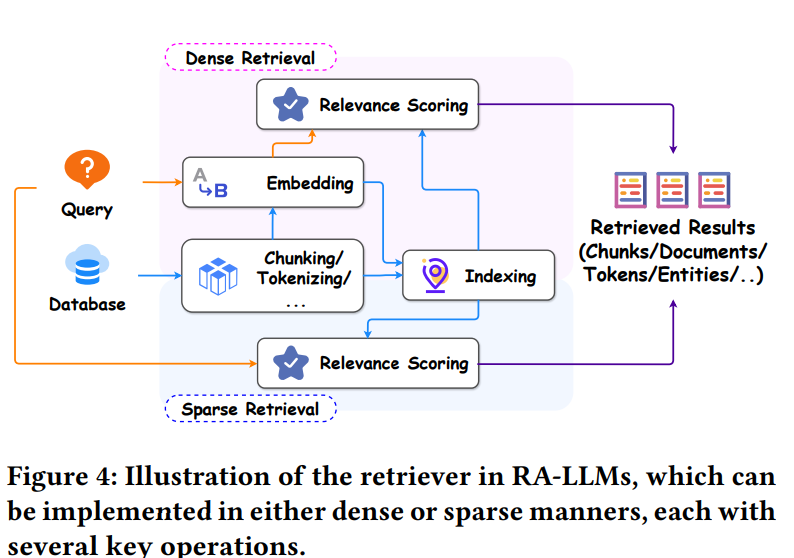 Dense Retrieval
Relevance Scoring
A
B
Embedding
Query
Chunking/
Tokenizing/
...
Database
Indexing
Retrieved Results
(Chunks/Documents/
Tokens/Entities/..)
Relevance Scoring
Sparse Retrieval
?
Figure 4: Illustration of the retriever in RA-LLMs, which can
be implemented in either dense or sparse manners, each with
several key operations.